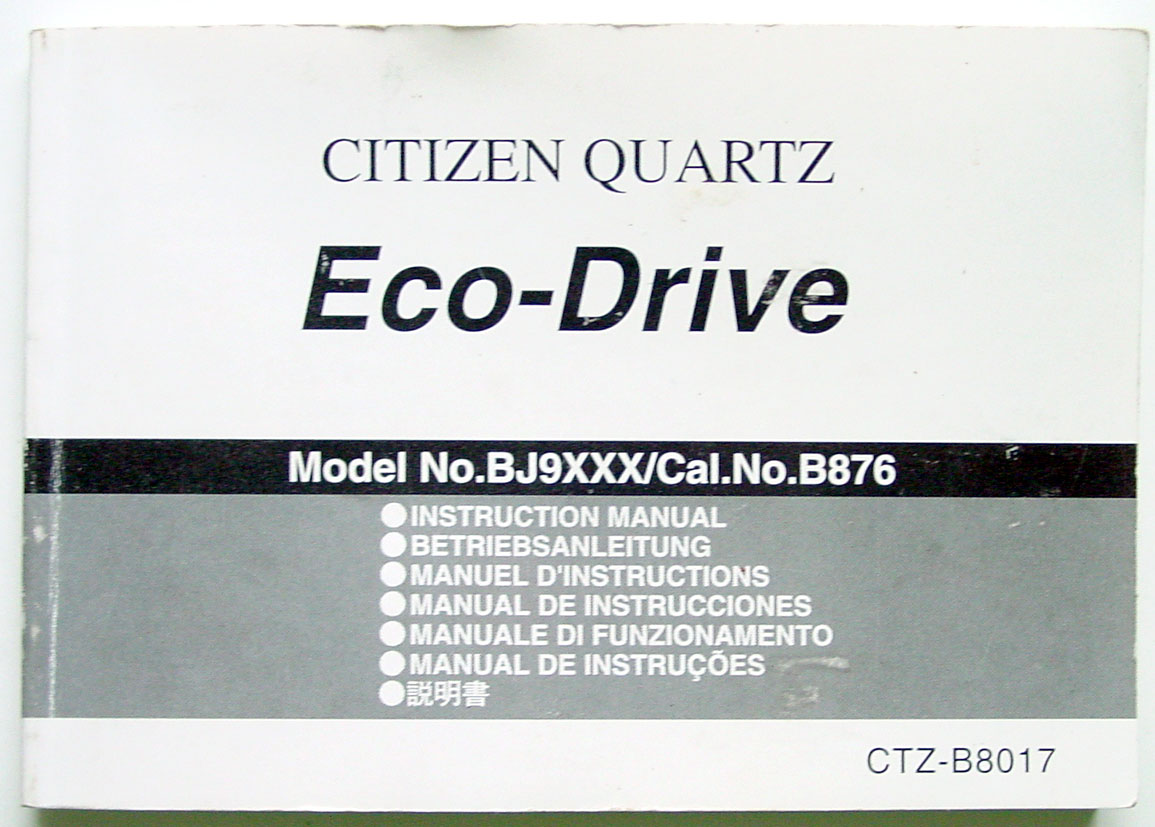 CITIZEN QUARTZ
Eco-Drive
Model No.BJ9XXX/Cal.No.B876
●INSTRUCTION MANUAL
●BETRIEBSANLEITUNG
●MANUEL D'INSTRUCTIONS
●MANUAL DE INSTRUCCIONES
●MANUALE DI FUNZIONAMENTO
●MANUAL DE INSTRUÇÕES
●説明書
CTZ-B8017